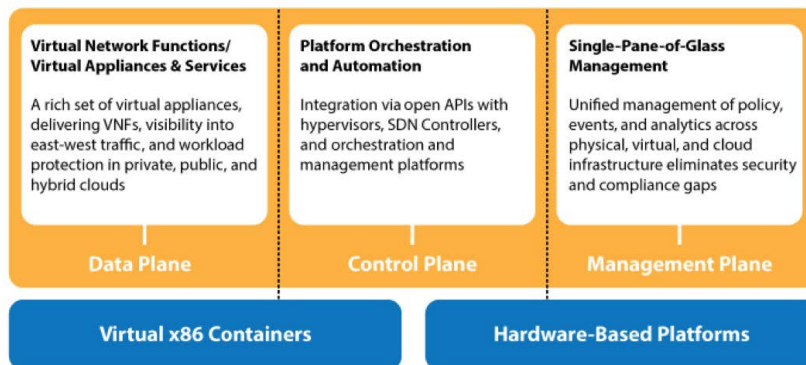 Virtual Network Functions/
Virtual Appliances & Services
A rich set of virtual appliances,
delivering VNFs, visibility into
east-west traffic, and workload
protection in private, public, and
hybrid clouds
Data Plane
Platform Orchestration
and Automation
Integration via open APIs with
hypervisors, SDN Controllers,
and orchestration and
management platforms
Control Plane
Single-Pane-of-Glass
Management
Unified management of policy,
events, and analytics across
physical, virtual, and cloud
infrastructure eliminates security
and compliance gaps
Management Plane
Virtual x86 Containers
Hardware-Based Platforms